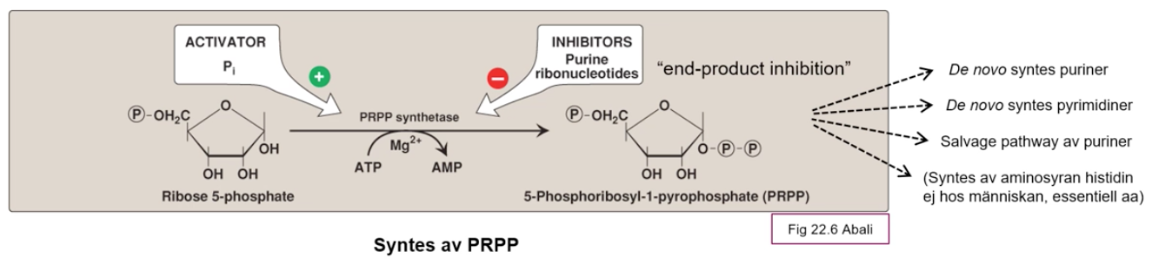 ACTIVATOR
Pi
+
INHIBITORS
Purine
ribonucleotides
−
“end-product inhibition”
P-OH2C
O
OH
OH OH
Ribose 5-phosphate
PRPP synthetase
Mg2+
ATP
AMP
P-OH2C
O
O-P-P
OH OH
5-Phosphoribosyl-1-pyrophosphate (PRPP)
De novo syntes puriner
De novo syntes pyrimidiner
Salvage pathway av puriner
(Syntes av aminosyran histidin
ej hos människan, essentiell aa)
Fig 22.6 Abali
Syntes av PRPP